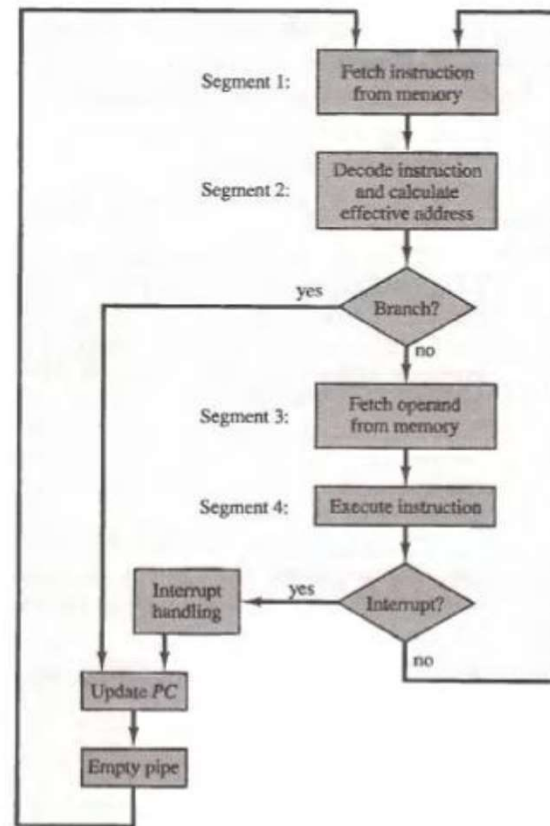 Segment 1:
Fetch instruction
from memory
Segment 2:
Decode instruction
and calculate
effective address
yes
Branch?
no
Segment 3:
Fetch operand
from memory
Segment 4:
Execute instruction
Interrupt
handling
yes
Interrupt?
no
Update PC
Empty pipe